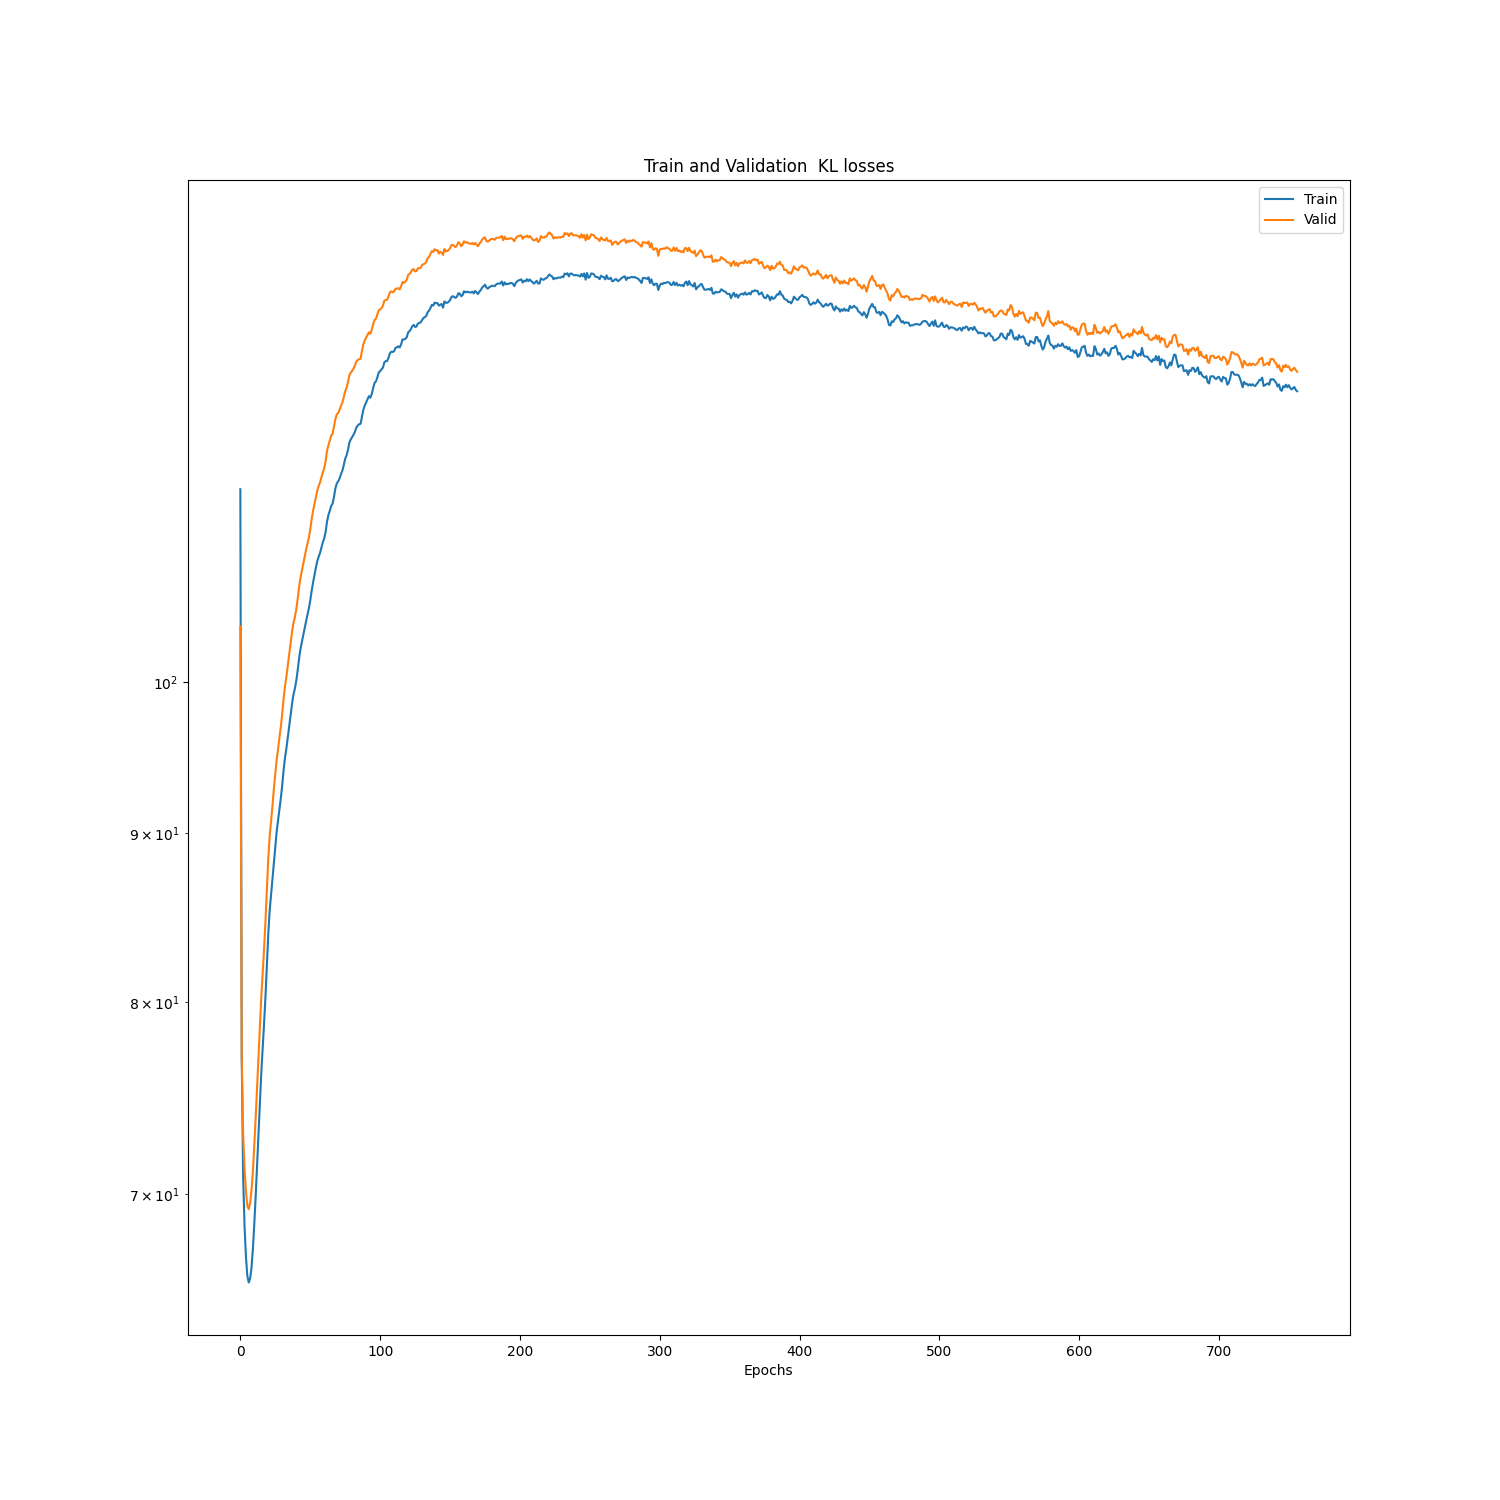 Train and Validation  KL losses
Train
Valid
10²
9 × 10¹
8 × 10¹
7 × 10¹
0 100 200 300 400 500 600 700
Epochs